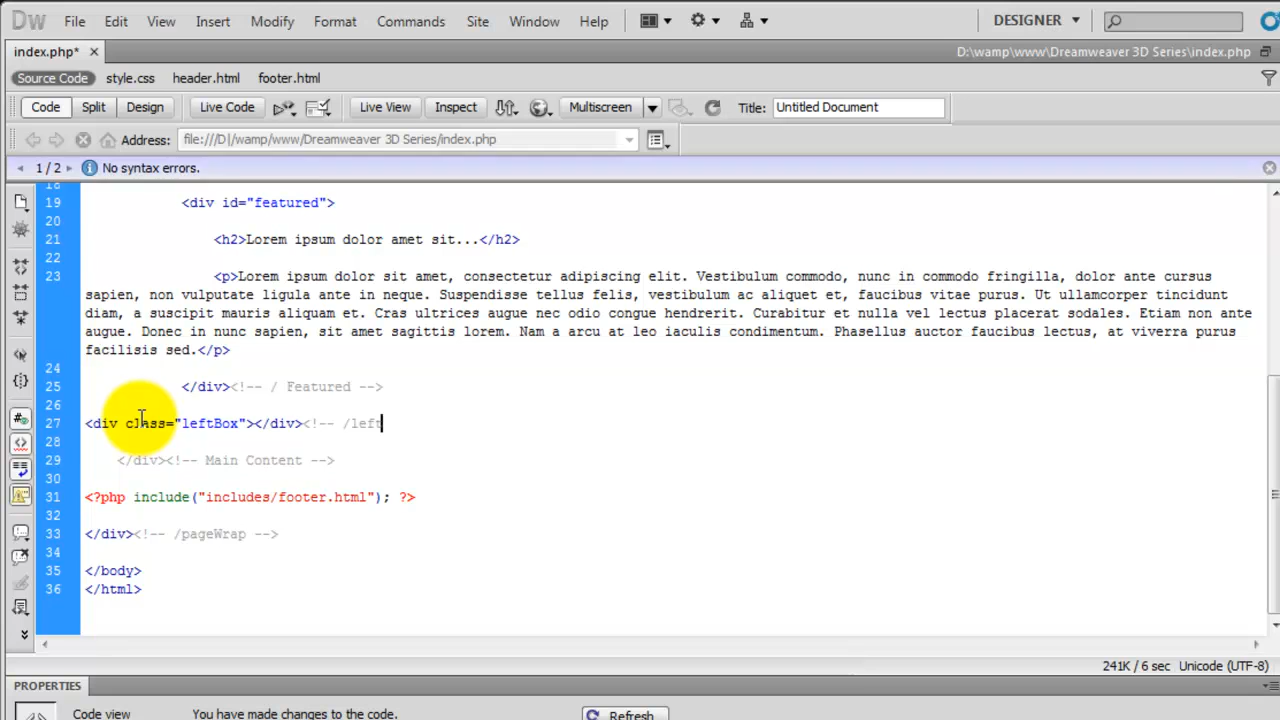 Dw File Edit View Insert Modify Format Commands Site Window Help DESIGNER
index.php* D:\wamp\www\Dreamweaver 3D Series\index.php
Source Code style.css header.html footer.html
Code Split Design Live Code Live View Inspect Multiscreen Title: Untitled Document
Address: file:///D|/wamp/www/Dreamweaver 3D Series/index.php
1 / 2 No syntax errors.
18
19 <div id="featured">
20
21 <h2>Lorem ipsum dolor amet sit...</h2>
22
23 <p>Lorem ipsum dolor sit amet, consectetur adipiscing elit. Vestibulum commodo, nunc in commodo fringilla, dolor ante cursus
sapien, non vulputate ligula ante in neque. Suspendisse tellus felis, vestibulum ac aliquet et, faucibus vitae purus. Ut ullamcorper tincidunt
diam, a suscipit mauris aliquam et. Cras ultrices augue nec odio congue hendrerit. Curabitur et nulla vel lectus placerat sodales. Etiam non ante
augue. Donec in nunc sapien, sit amet sagittis lorem. Nam a arcu at leo iaculis condimentum. Phasellus auctor faucibus lectus, at viverra purus
facilisis sed.</p>
24
25 </div><!-- / Featured -->
26
27 <div class="leftBox"></div><!-- /left
28
29 </div><!-- Main Content -->
30
31 <?php include("includes/footer.html"); ?>
32
33 </div><!-- /pageWrap -->
34
35 </body>
36 </html>
241K / 6 sec Unicode (UTF-8)
PROPERTIES
Code view You have made changes to the code. Refresh